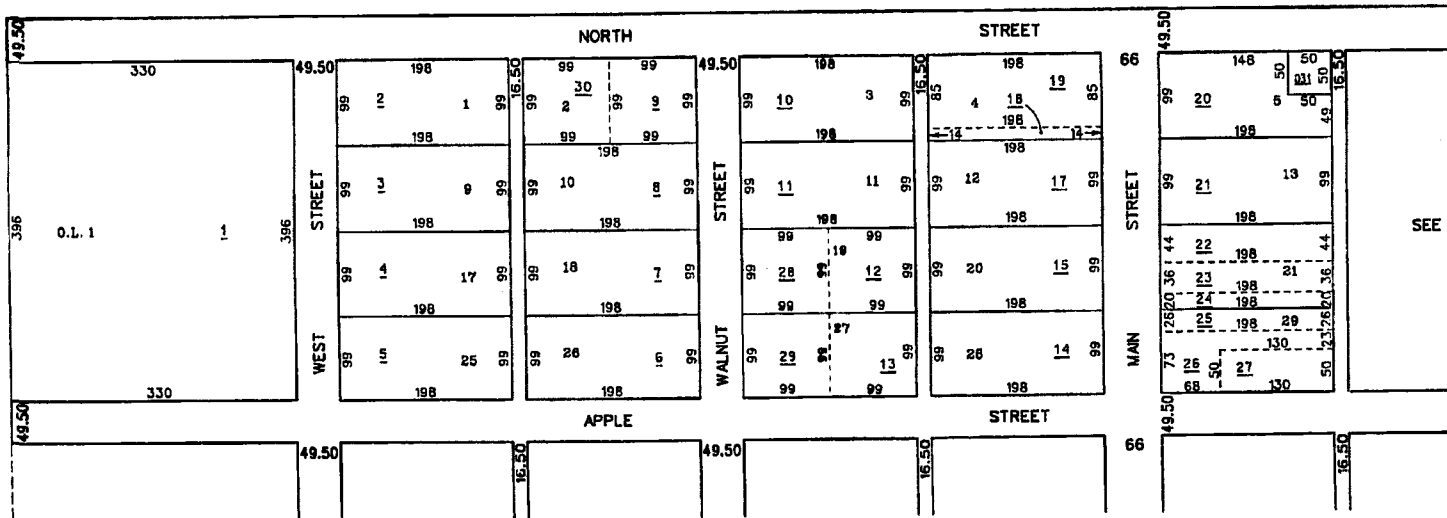 49.50 NORTH STREET 49.50
330 49.50 198 16.50 99 99 49.50 198 16.50 198 66 148 50 16.50
99 2 1 99 99 30 2 99 9 99 99 10 3 99 85 4 18 19 85 99 20 5 50 031 50 50
198 99 99 198 198 49
14 14
198 198 198
99 3 9 99 99 10 8 99 99 11 11 99 99 12 17 99 99 21 13 99
STREET STREET STREET
198 198 198 198 198
396 O.L. 1 1 396 SEE
99 99 19 44 22 44
198
99 4 17 99 99 18 7 99 99 28 99 12 99 99 20 15 99 36 23 21 36
198
20 24 198 20
198 198 99 99 198
27 26 25 198 29 26
99 5 25 99 99 26 6 99 99 29 99 13 99 99 28 14 99 73 26 50 130 23
27 50
WEST WALNUT MAIN
330 198 198 99 99 198 68 130
49.50 APPLE STREET 49.50
49.50 16.50 49.50 16.50 66 16.50